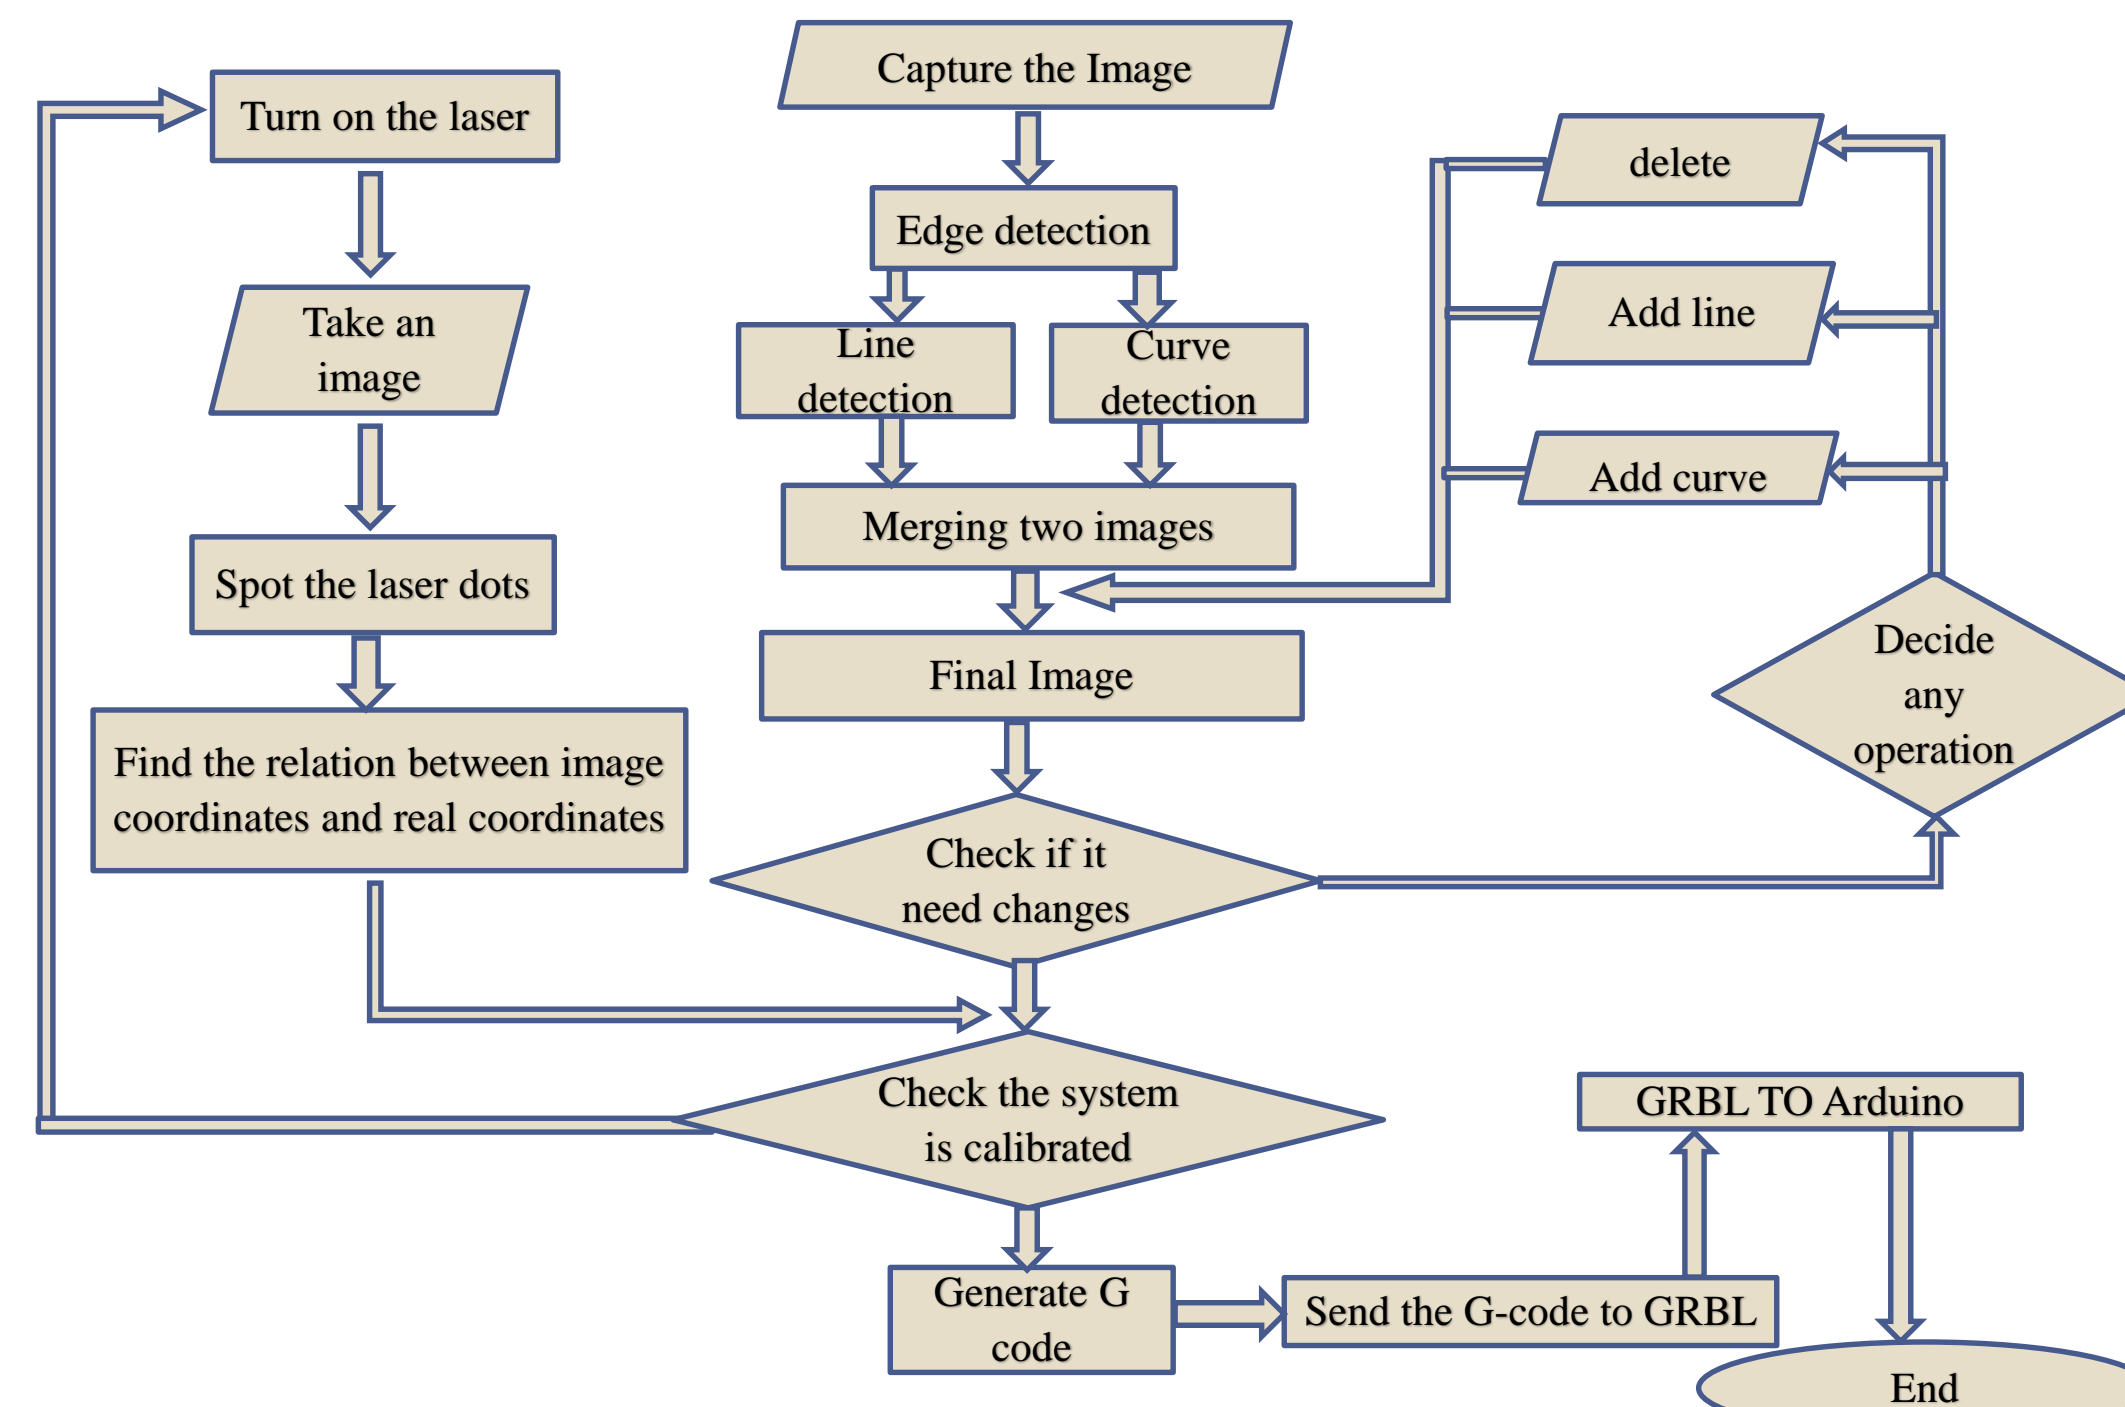 Capture the Image
Turn on the laser
delete
Edge detection
Add line
Take an
image
Line
detection
Curve
detection
Add curve
Merging two images
Spot the laser dots
Decide
any
operation
Final Image
Find the relation between image
coordinates and real coordinates
Check if it
need changes
Check the system
is calibrated
GRBL TO Arduino
Generate G
code
Send the G-code to GRBL
End